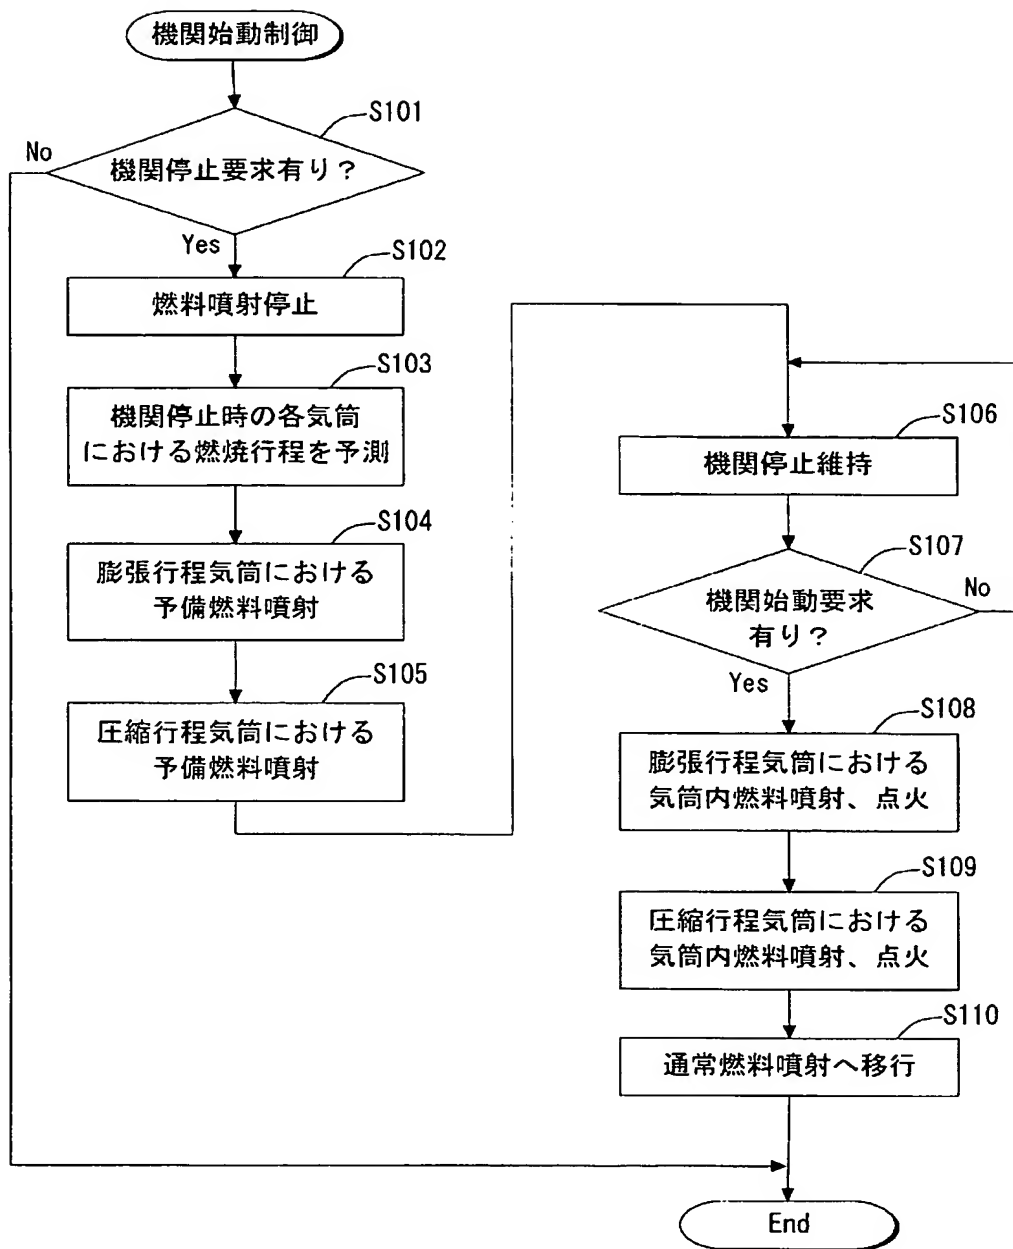 機関始動制御
S101
No
機関停止要求有り？
Yes
S102
燃料噴射停止
S103
機関停止時の各気筒
における燃焼行程を予測
S104
膨張行程気筒における
予備燃料噴射
S105
圧縮行程気筒における
予備燃料噴射
S106
機関停止維持
S107
No
機関始動要求
有り？
Yes
S108
膨張行程気筒における
気筒内燃料噴射、点火
S109
圧縮行程気筒における
気筒内燃料噴射、点火
S110
通常燃料噴射へ移行
End